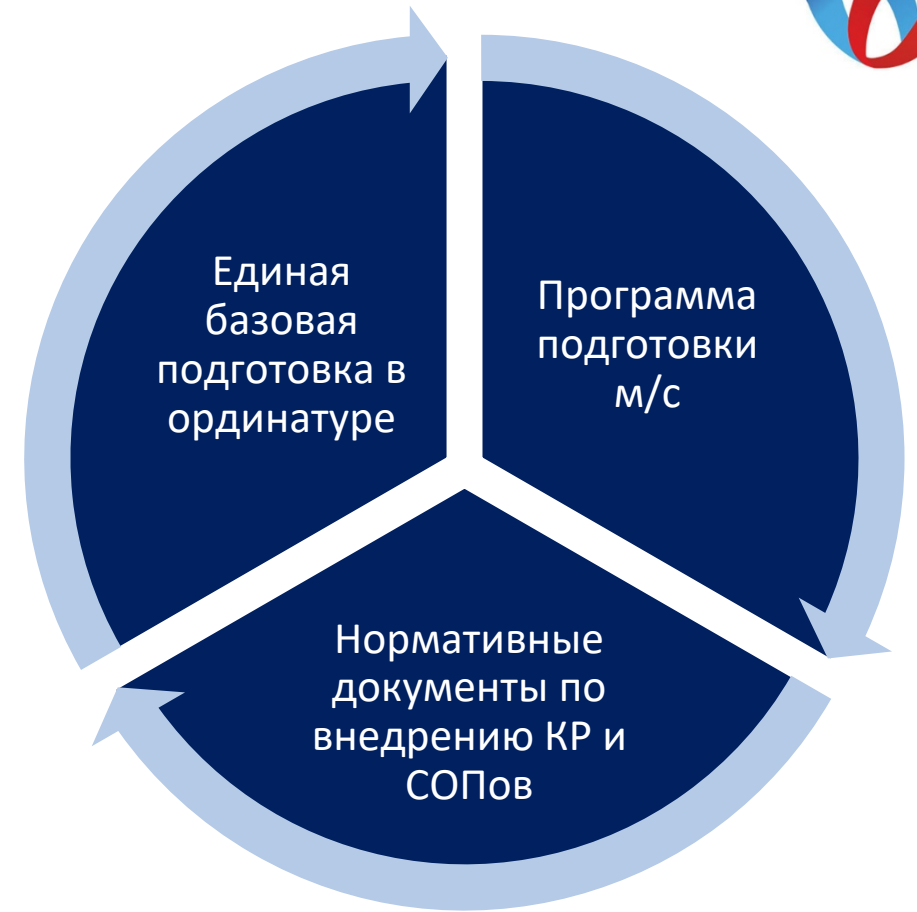 Единая
базовая
подготовка в
ординатуре
Программа
подготовки
м/с
Нормативные
документы по
внедрению КР и
СОПов